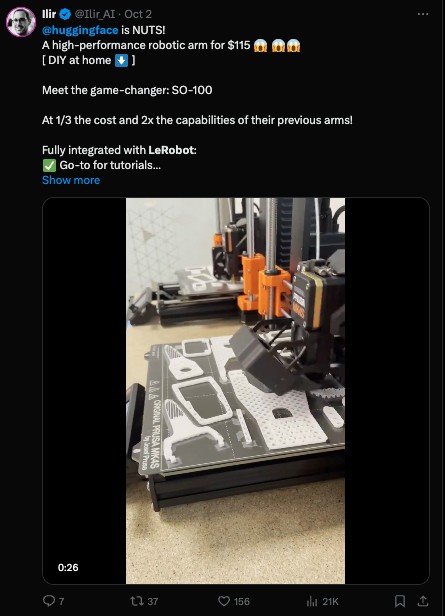 Ilir @Ilir_AI · Oct 2
@huggingface is NUTS!
A high-performance robotic arm for $115 😱 😱😱
[ DIY at home ⬇️ ]
Meet the game-changer: SO-100
At 1/3 the cost and 2x the capabilities of their previous arms!
Fully integrated with LeRobot:
✅ Go-to for tutorials...
Show more
PRUSA
ORIGINAL PRUSA MK4S
by Josef Prusa
0:26
7
37
156
21K